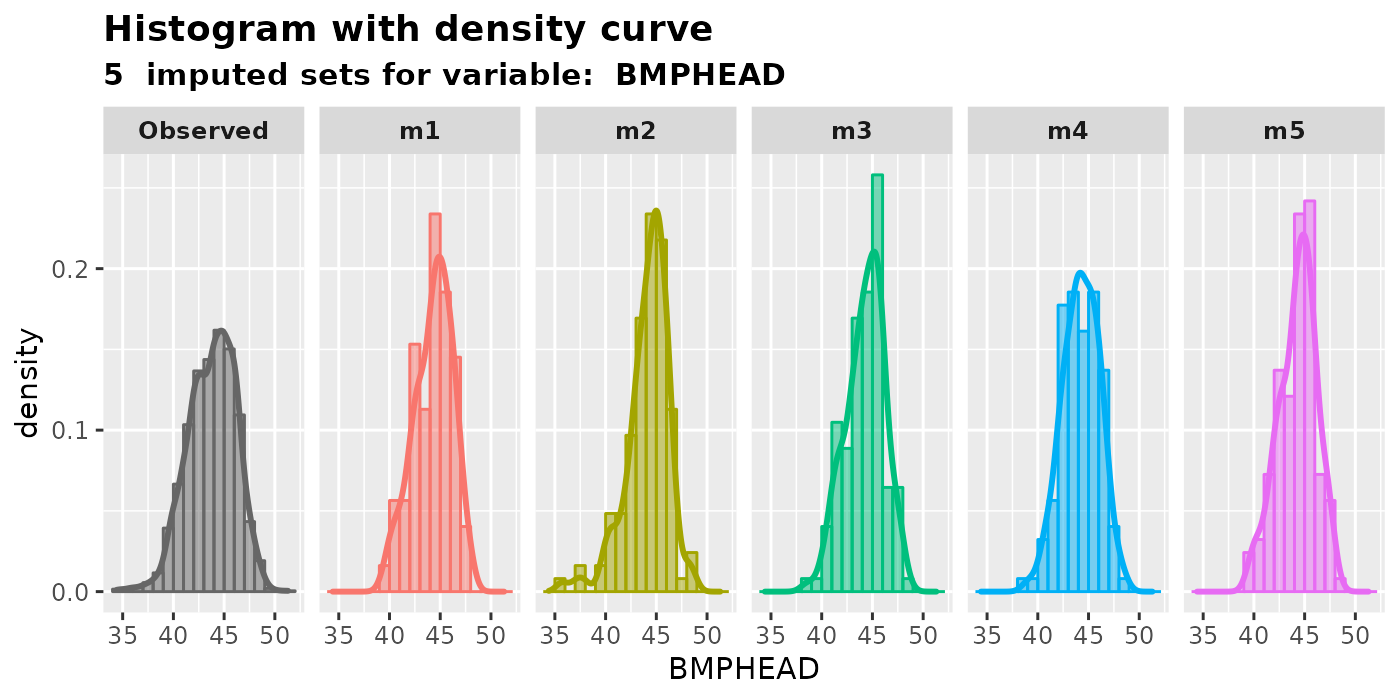 Histogram with density curve
5 imputed sets for variable: BMPHEAD
Observed m1 m2 m3 m4 m5
density
0.2
0.1
0.0
35 40 45 50 35 40 45 50 35 40 45 50 35 40 45 50 35 40 45 50 35 40 45 50
BMPHEAD